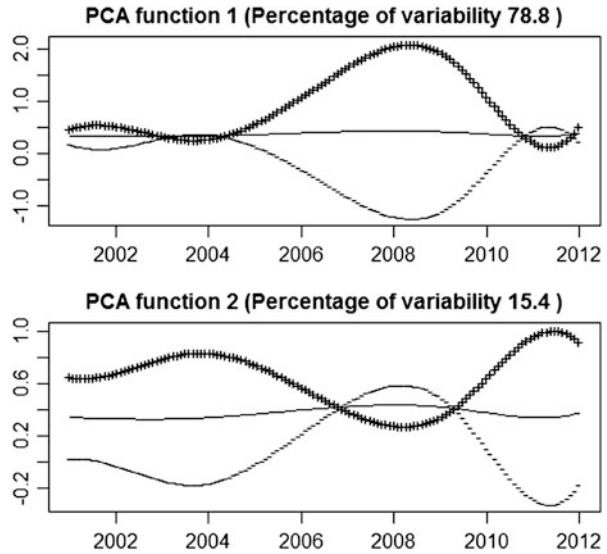 PCA function 1 (Percentage of variability 78.8 )
2.0
1.0
0.0
-1.0
2002 2004 2006 2008 2010 2012
PCA function 2 (Percentage of variability 15.4 )
1.0
0.6
0.2
-0.2
2002 2004 2006 2008 2010 2012